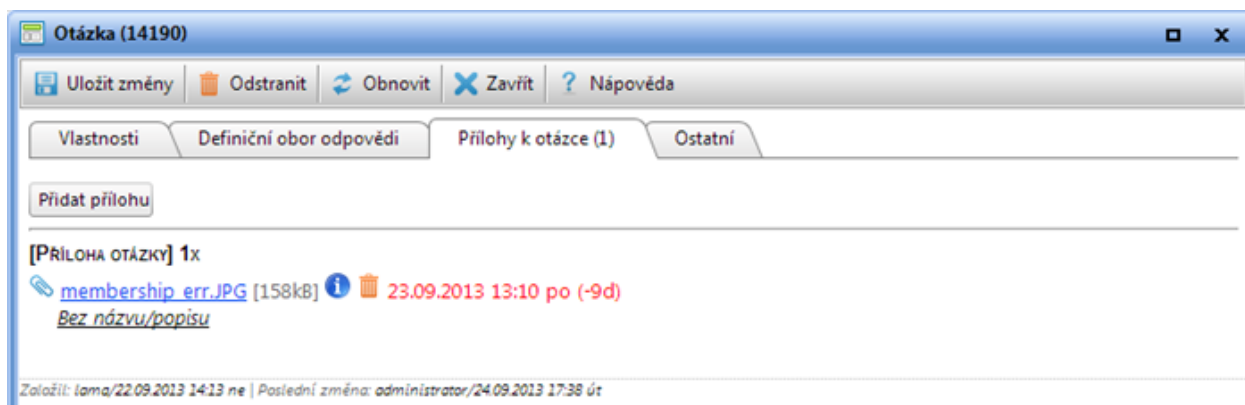 Otázka (14190)
Uložit změny Odstranit Obnovit Zavřít Nápověda
Vlastnosti Definiční obor odpovědi Přílohy k otázce (1) Ostatní
Přidat přílohu
[PŘÍLOHA OTÁZKY] 1x
membership_err.JPG [158kB] 23.09.2013 13:10 po (-9d)
Bez názvu/popisu
Založil: lama/22.09.2013 14:13 ne | Poslední změna: administrator/24.09.2013 17:38 út